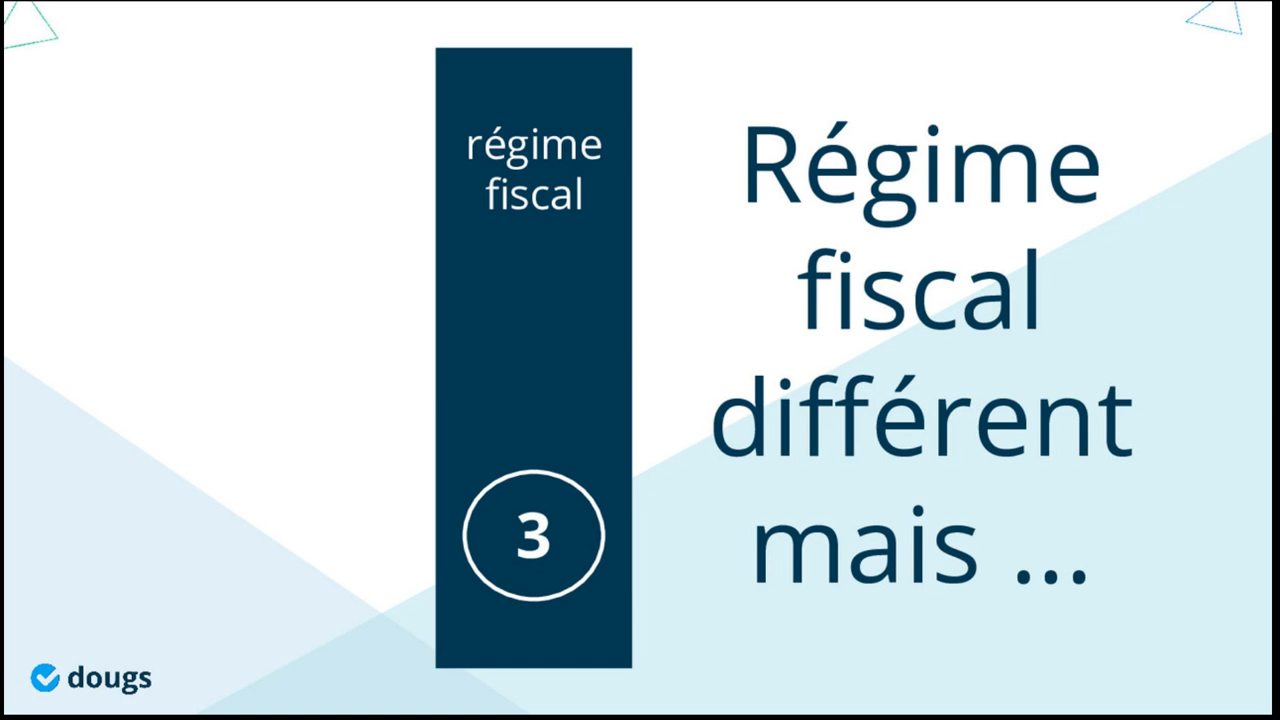 régime
fiscal
3
Régime
fiscal
différent
mais ...
dougs